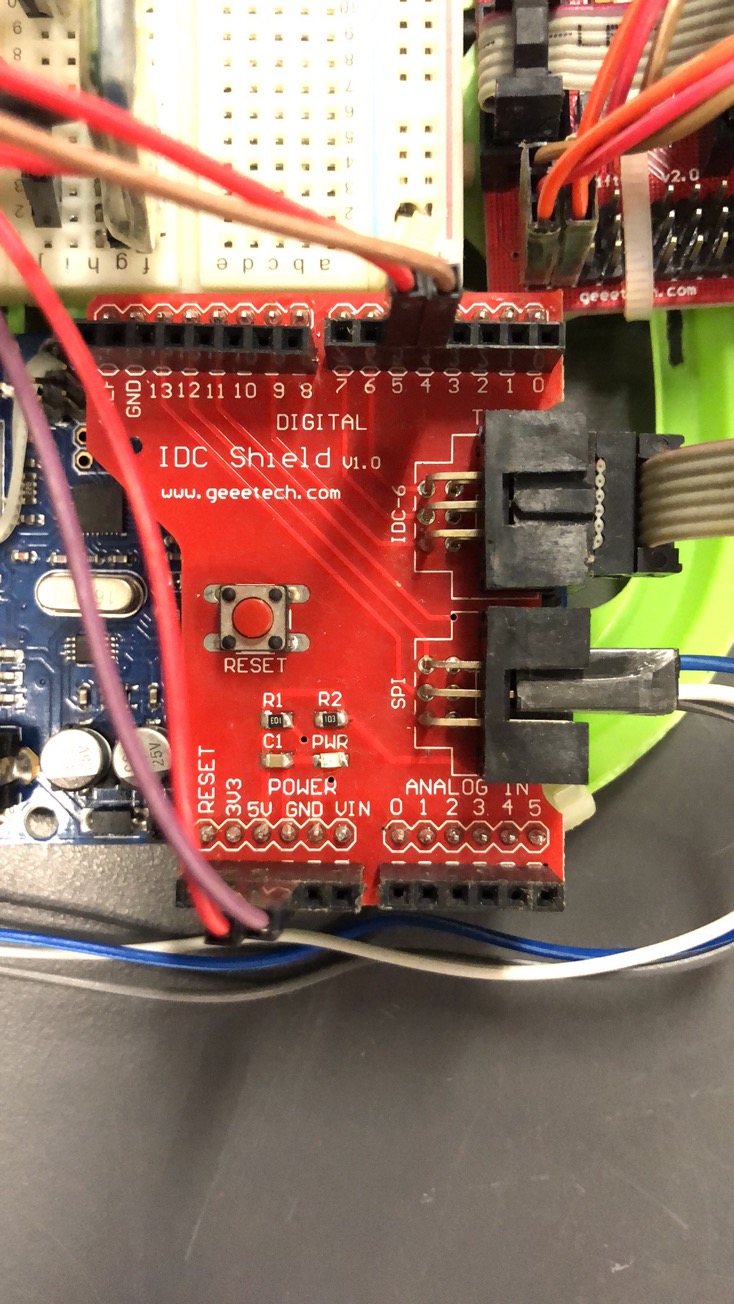 v2.0
geeetech.com
j i h g f e d c b a
GND 13 12 11 10 9 8 7 6 5 4 3 2 1 0
DIGITAL
IDC Shield V1.0
www.geeetech.com
IDC-6
RESET
SPI
R1 R2
E01 103
C1 PWR
RESET 3V3 5V GND VIN
POWER
ANALOG IN
0 1 2 3 4 5
25V